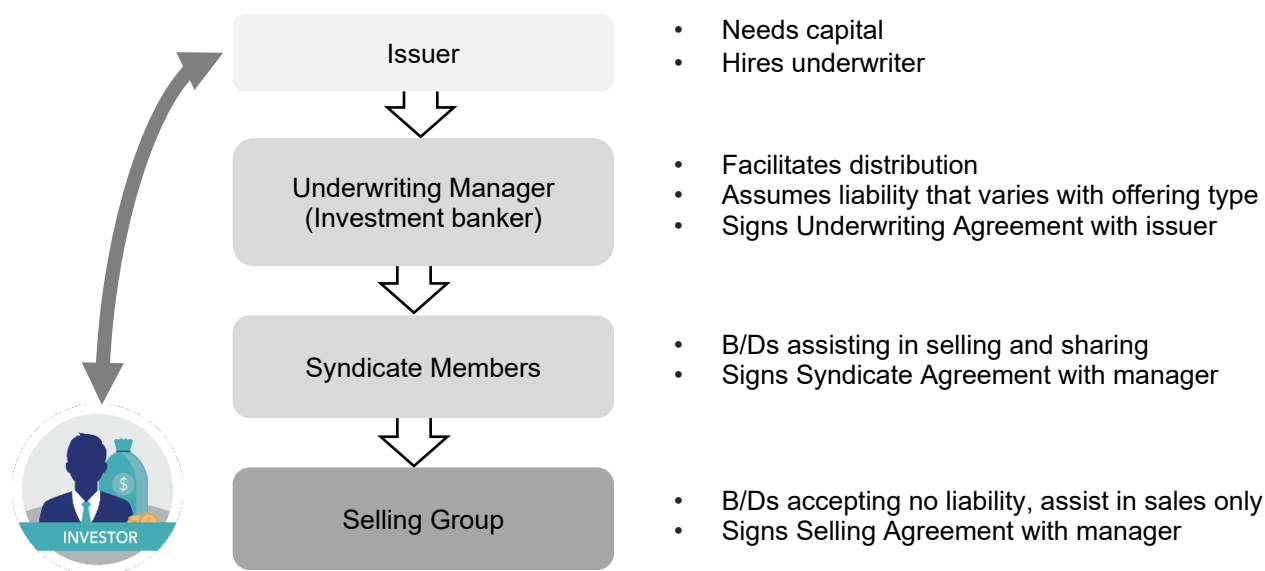 Issuer
• Needs capital
• Hires underwriter
Underwriting Manager
(Investment banker)
• Facilitates distribution
• Assumes liability that varies with offering type
• Signs Underwriting Agreement with issuer
Syndicate Members
• B/Ds assisting in selling and sharing
• Signs Syndicate Agreement with manager
Selling Group
• B/Ds accepting no liability, assist in sales only
• Signs Selling Agreement with manager
$
INVESTOR